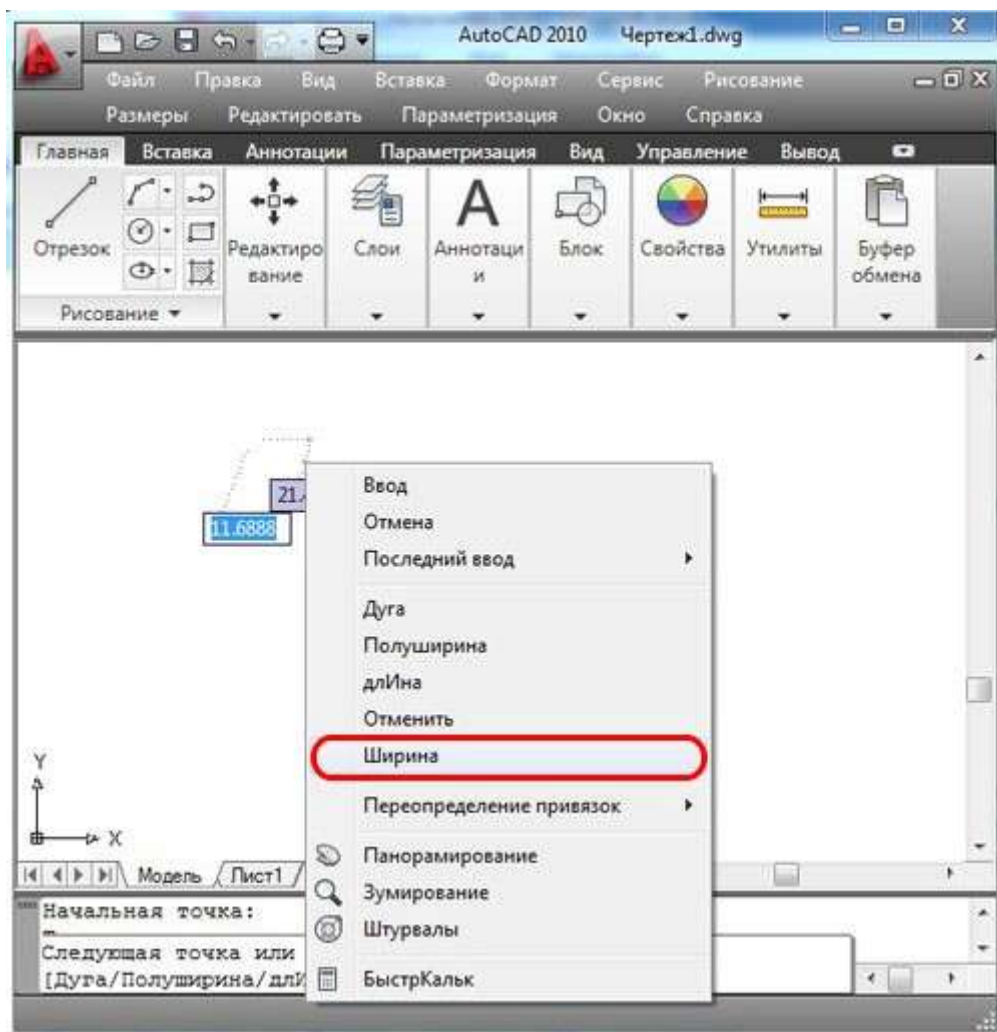 AutoCAD 2010 Чертеж1.dwg
Файл Правка Вид Вставка Формат Сервис Рисование
Размеры Редактировать Параметризация Окно Справка
Главная Вставка Аннотации Параметризация Вид Управление Вывод
Отрезок Редактиро Слои Аннотаци Блок Свойства Утилиты Буфер
вание и обмена
Рисование
21.
11.6888
Ввод
Отмена
Последний ввод
Дуга
Полуширина
длИна
Отменить
Ширина
Переопределение привязок
Панорамирование
Зумирование
Штурвалы
БыстрКальк
Y
X
Модель Лист1
Начальная точка:
Следующая точка или
[Дуга/Полуширина/длИ